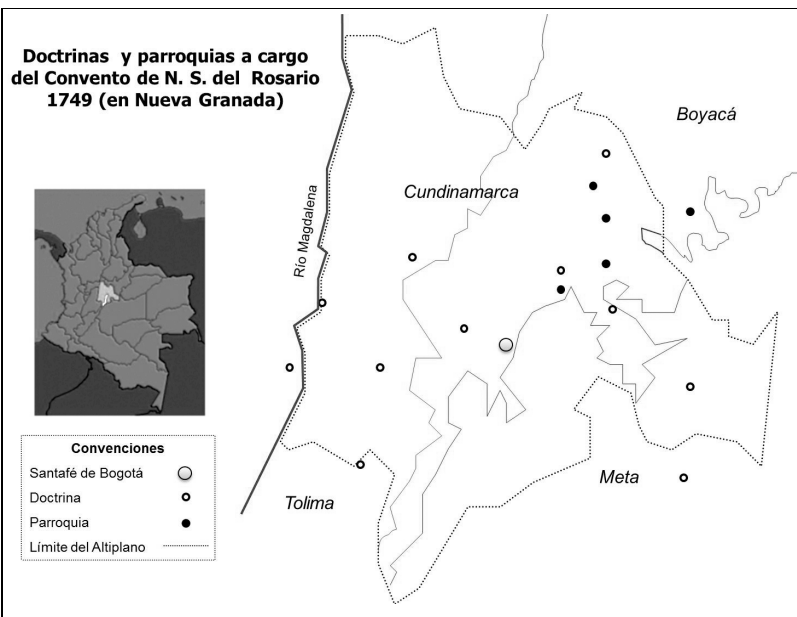 Doctrinas y parroquias a cargo
del Convento de N. S. del Rosario
1749 (en Nueva Granada)
Boyacá
Cundinamarca
Río Magdalena
Convenciones
Santafé de Bogotá
Doctrina
Parroquia
Límite del Altiplano
Tolima
Meta